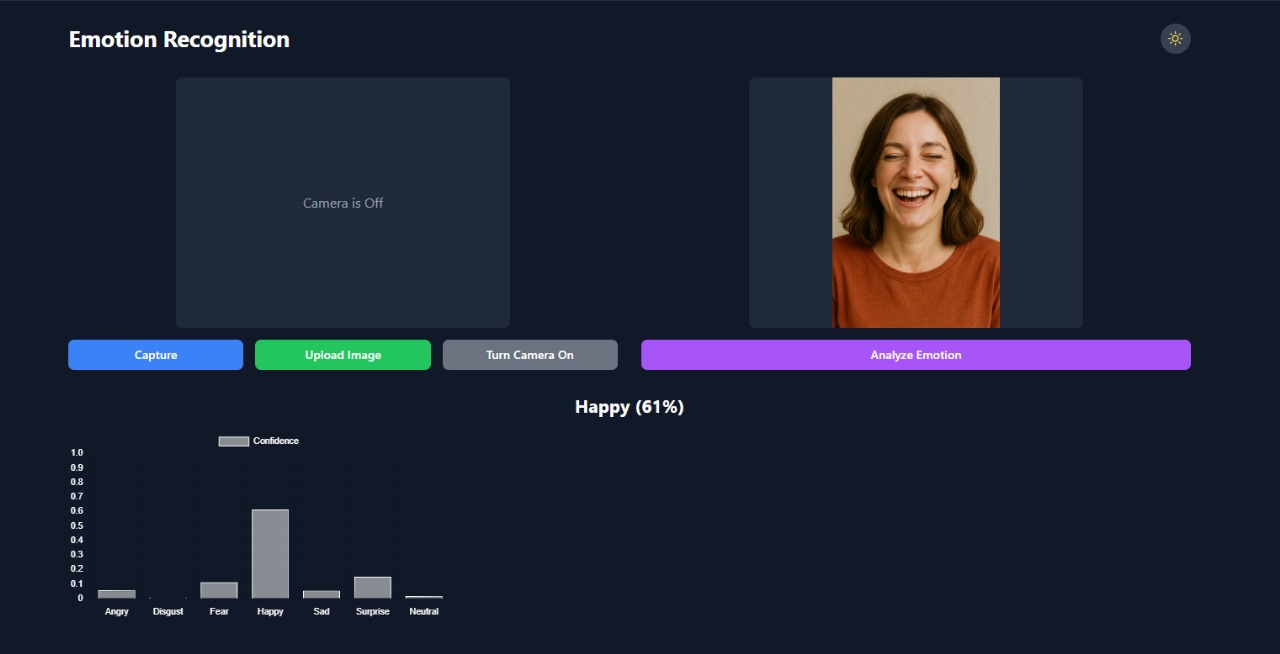 Emotion Recognition
Camera is Off
Capture
Upload Image
Turn Camera On
Analyze Emotion
Happy (61%)
Confidence
1.0
0.9
0.8
0.7
0.6
0.5
0.4
0.3
0.2
0.1
0
Angry Disgust Fear Happy Sad Surprise Neutral